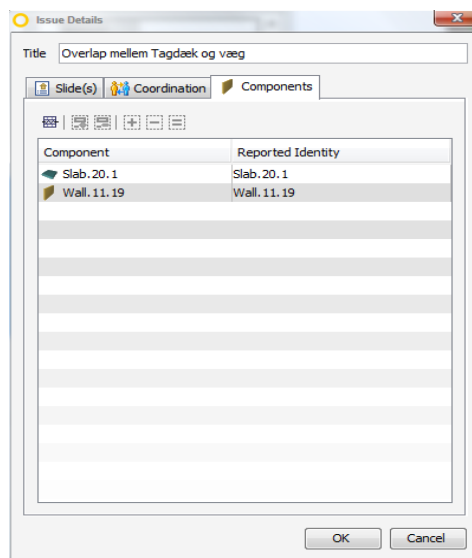 Issue Details
Title Overlap mellem Tagdæk og væg
Slide(s) Coordination Components
Component Reported Identity
Slab.20.1 Slab.20.1
Wall.11.19 Wall.11.19
OK Cancel